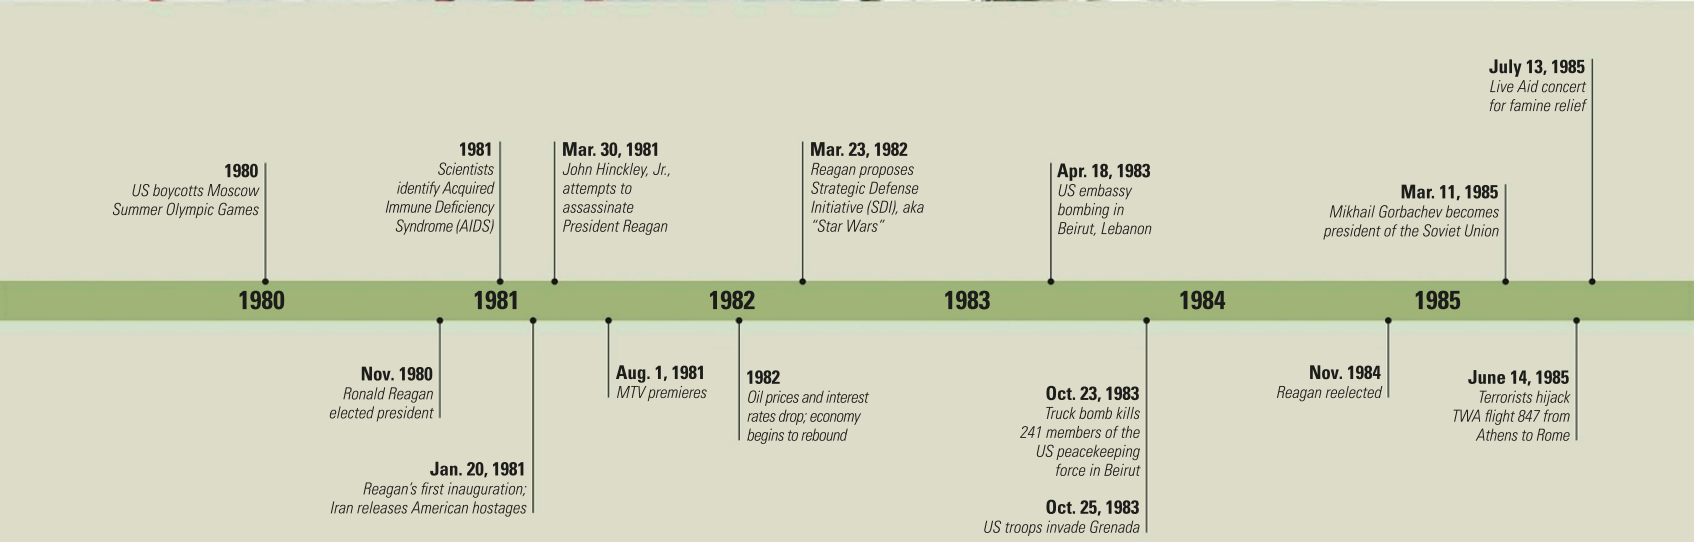 July 13, 1985
Live Aid concert
for famine relief
1980
US boycotts Moscow
Summer Olympic Games
1981
Scientists
identify Acquired
Immune Deficiency
Syndrome (AIDS)
Mar. 30, 1981
John Hinckley, Jr.,
attempts to
assassinate
President Reagan
Mar. 23, 1982
Reagan proposes
Strategic Defense
Initiative (SDI), aka
“Star Wars”
Apr. 18, 1983
US embassy
bombing in
Beirut, Lebanon
Mar. 11, 1985
Mikhail Gorbachev becomes
president of the Soviet Union
1980
1981
1982
1983
1984
1985
Nov. 1980
Ronald Reagan
elected president
Jan. 20, 1981
Reagan’s first inauguration;
Iran releases American hostages
Aug. 1, 1981
MTV premieres
1982
Oil prices and interest
rates drop; economy
begins to rebound
Oct. 23, 1983
Truck bomb kills
241 members of the
US peacekeeping
force in Beirut
Oct. 25, 1983
US troops invade Grenada
Nov. 1984
Reagan reelected
June 14, 1985
Terrorists hijack
TWA flight 847 from
Athens to Rome